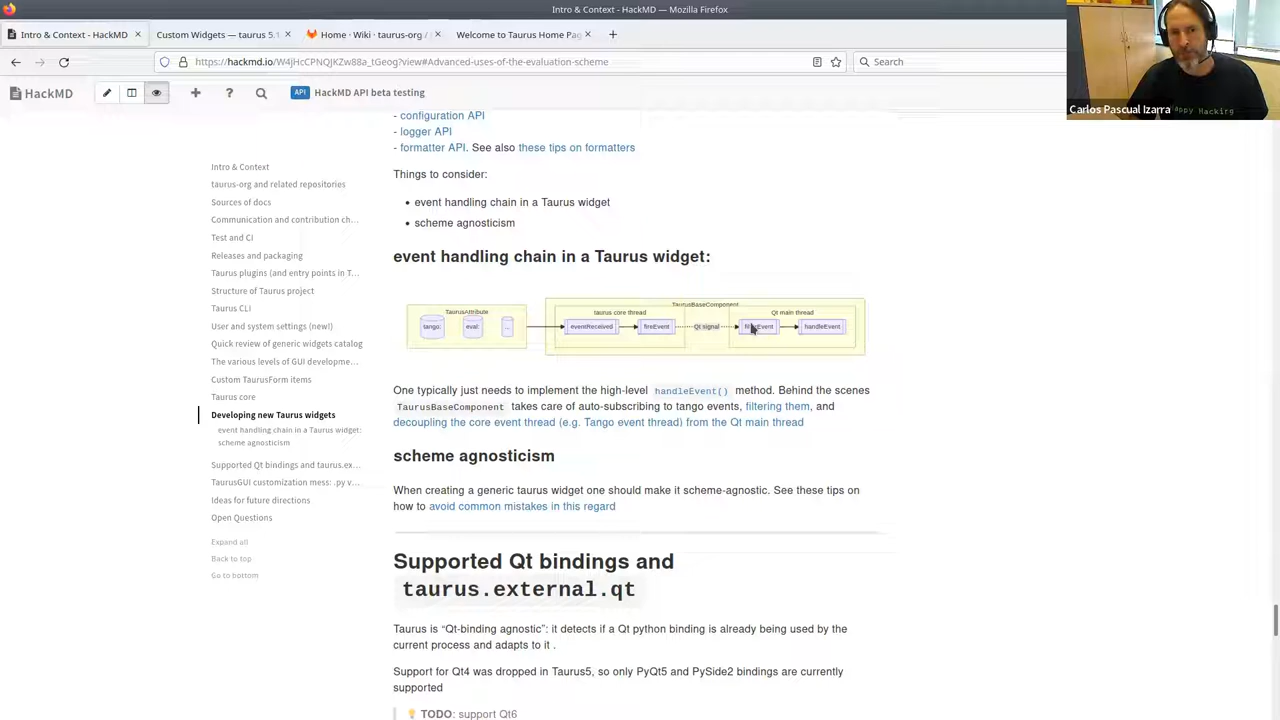 Intro & Context - HackMD — Mozilla Firefox
Intro & Context - HackMD
Custom Widgets — taurus 5.1
Home · Wiki · taurus-org /
Welcome to Taurus Home Pag
https://hackmd.io/W4jHcCPNQJKZw88a_tGeog?view#Advanced-uses-of-the-evaluation-scheme
Search
Carlos Pascual Izarra
HackMD
API HackMD API beta testing
- configuration API
- logger API
- formatter API. See also these tips on formatters
Things to consider:
• event handling chain in a Taurus widget
• scheme agnosticism
event handling chain in a Taurus widget:
TaurusAttribute
tango:
eval:
...
TaurusBaseComponent
taurus core thread
eventReceived
fireEvent
Qt signal
Qt main thread
handleEvent
One typically just needs to implement the high-level handleEvent() method. Behind the scenes
TaurusBaseComponent takes care of auto-subscribing to tango events, filtering them, and
decoupling the core event thread (e.g. Tango event thread) from the Qt main thread
scheme agnosticism
When creating a generic taurus widget one should make it scheme-agnostic. See these tips on
how to avoid common mistakes in this regard
Supported Qt bindings and
taurus.external.qt
Taurus is “Qt-binding agnostic”: it detects if a Qt python binding is already being used by the
current process and adapts to it .
Support for Qt4 was dropped in Taurus5, so only PyQt5 and PySide2 bindings are currently
supported
TODO: support Qt6
Intro & Context
taurus-org and related repositories
Sources of docs
Communication and contribution ch...
Test and CI
Releases and packaging
Taurus plugins (and entry points in T...
Structure of Taurus project
Taurus CLI
User and system settings (new!)
Quick review of generic widgets catalog
The various levels of GUI developme...
Custom TaurusForm items
Taurus core
Developing new Taurus widgets
event handling chain in a Taurus widget:
scheme agnosticism
Supported Qt bindings and taurus.ex...
TaurusGUI customization mess: .py v...
Ideas for future directions
Open Questions
Expand all
Back to top
Go to bottom